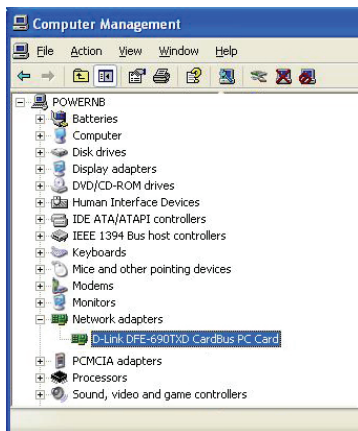 Computer Management
File Action View Window Help
POWERNB
Batteries
Computer
Disk drives
Display adapters
DVD/CD-ROM drives
Human Interface Devices
IDE ATA/ATAPI controllers
IEEE 1394 Bus host controllers
Keyboards
Mice and other pointing devices
Modems
Monitors
Network adapters
D-Link DFE-690TXD CardBus PC Card
PCMCIA adapters
Processors
Sound, video and game controllers